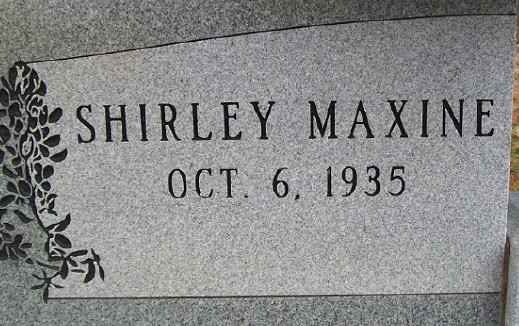 SHIRLEY MAXINE
OCT. 6, 1935